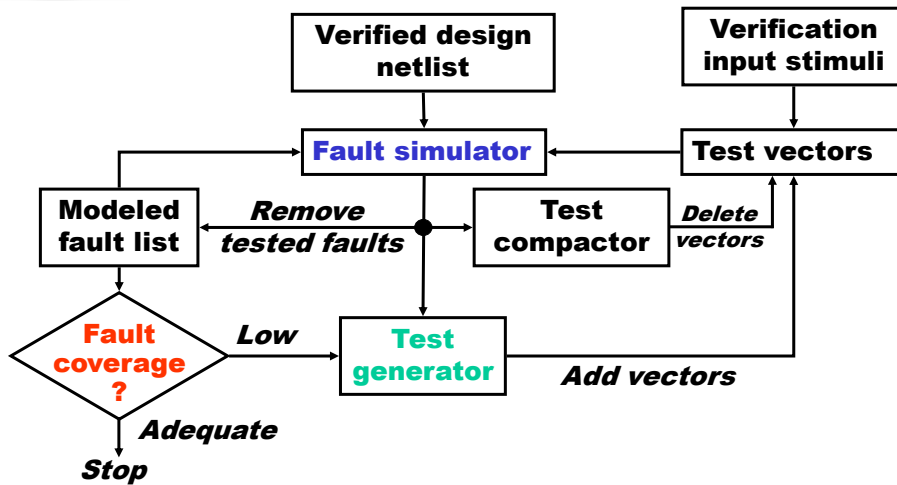 Verified design
netlist
Verification
input stimuli
Fault simulator
Test vectors
Modeled
fault list
Remove
tested faults
Test
compactor
Delete
vectors
Fault
coverage
?
Low
Test
generator
Add vectors
Adequate
Stop